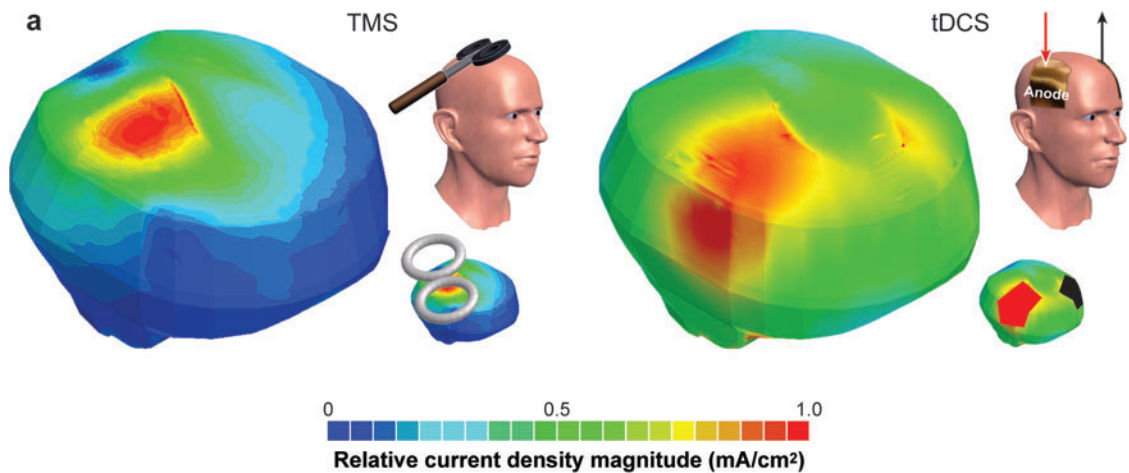 a
TMS
tDCS
Anode
0
0.5
1.0
Relative current density magnitude (mA/cm²)